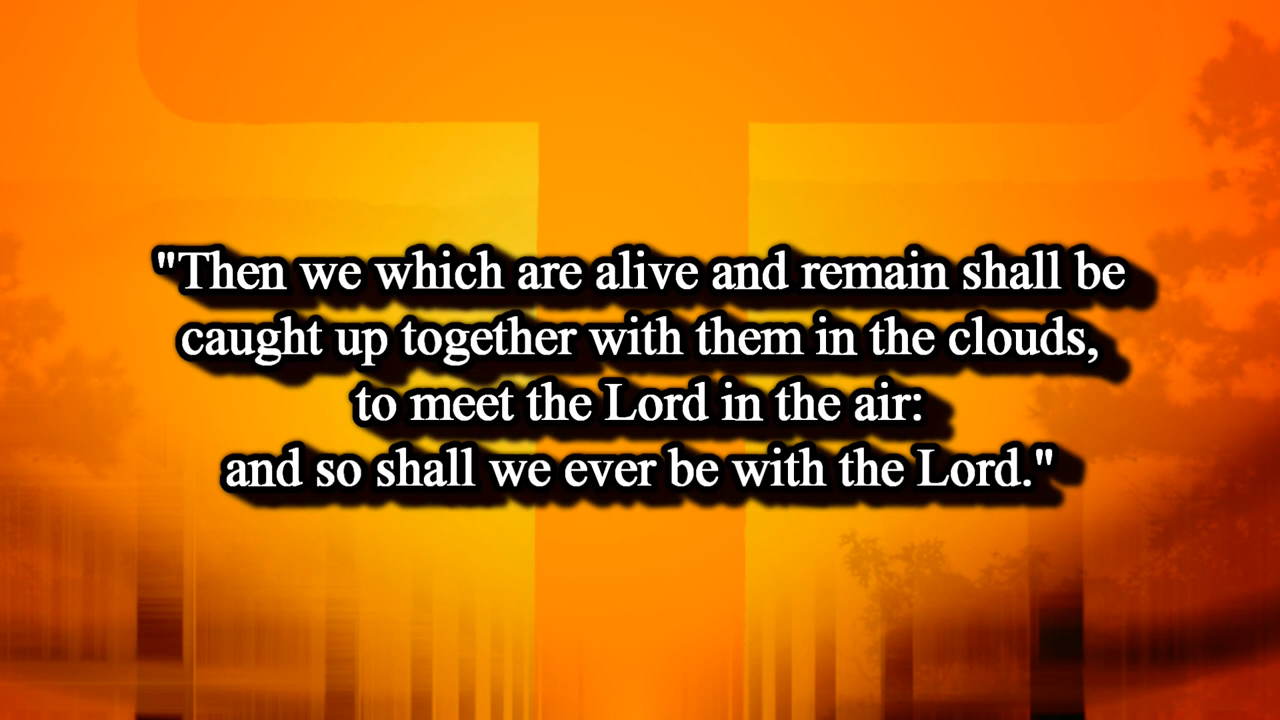 "Then we which are alive and remain shall be
caught up together with them in the clouds,
to meet the Lord in the air:
and so shall we ever be with the Lord."